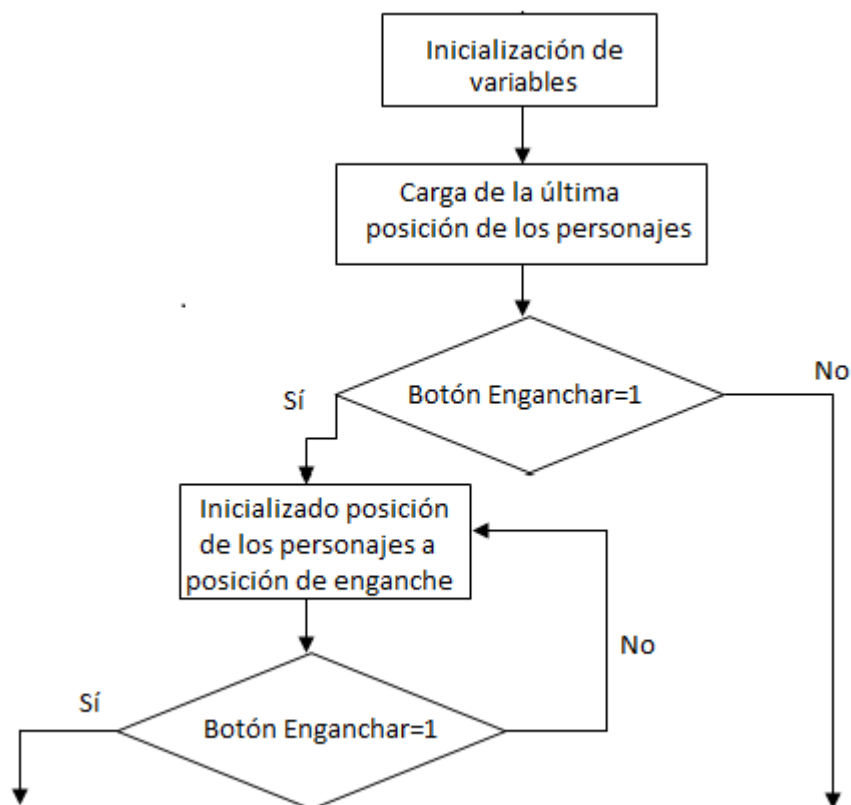 Inicialización de
variables
Carga de la última
posición de los personajes
Botón Enganchar=1
No
Sí
Inicializado posición
de los personajes a
posición de enganche
No
Sí
Botón Enganchar=1